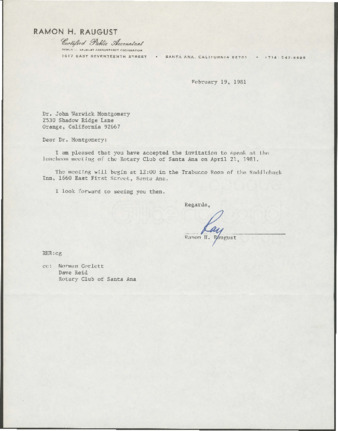 RAMON H. RAUGUST
Certified Public Accountant
1077 EAST SEVENTEENTH STREET • SANTA ANA, CALIFORNIA 92701 • (714)
February 19, 1981
Dr. John Warwick Montgomery
2530 Shadow Ridge Lane
Orange, California 92667
Dear Dr. Montgomery:
I am pleased that you have accepted the invitation to speak at the
luncheon meeting of the Rotary Club of Santa Ana on April 21, 1981.
The meeting will begin at 12:00 in the Trabuco Room of the Saddleback
Inn, 1660 East First Street, Santa Ana.
I look forward to seeing you then.
Regards,
Ray
Ramon H. Raugust
RHR:cg
cc: Norman
Dave Reid
Rotary Club of Santa Ana